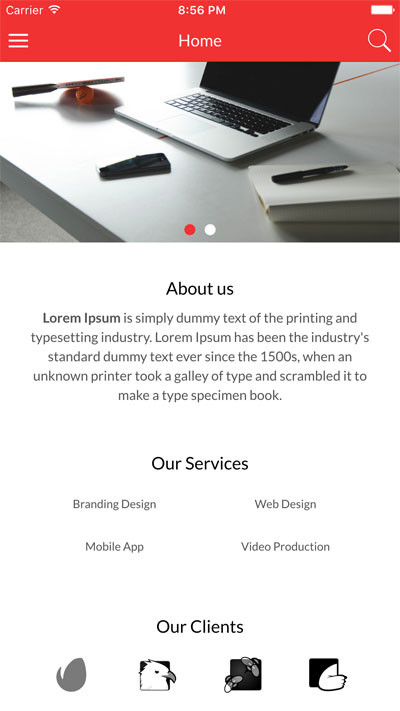 Carrier 8:56 PM
Home
About us
Lorem Ipsum is simply dummy text of the printing and
typesetting industry. Lorem Ipsum has been the industry's
standard dummy text ever since the 1500s, when an
unknown printer took a galley of type and scrambled it to
make a type specimen book.
Our Services
Branding Design Web Design
Mobile App Video Production
Our Clients